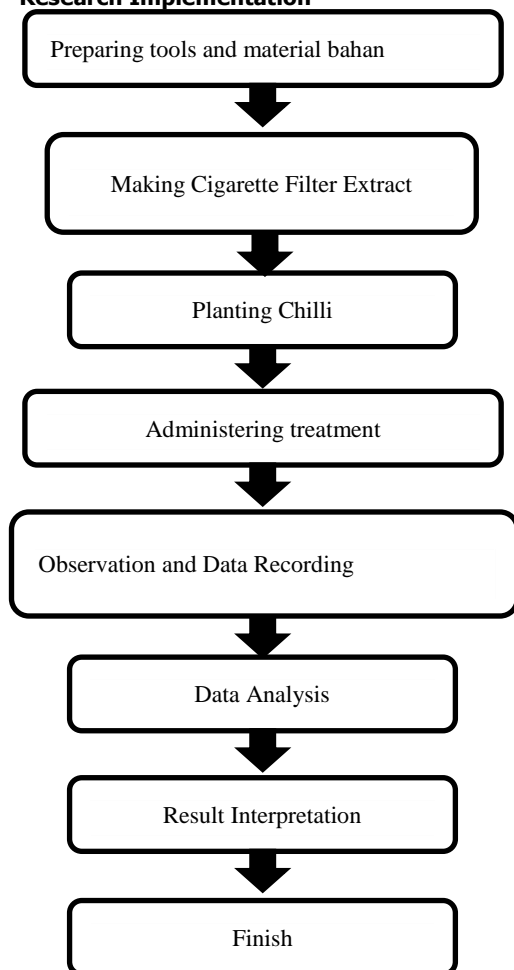 Research Implementation
Preparing tools and material bahan
Making Cigarette Filter Extract
Planting Chilli
Administering treatment
Observation and Data Recording
Data Analysis
Result Interpretation
Finish